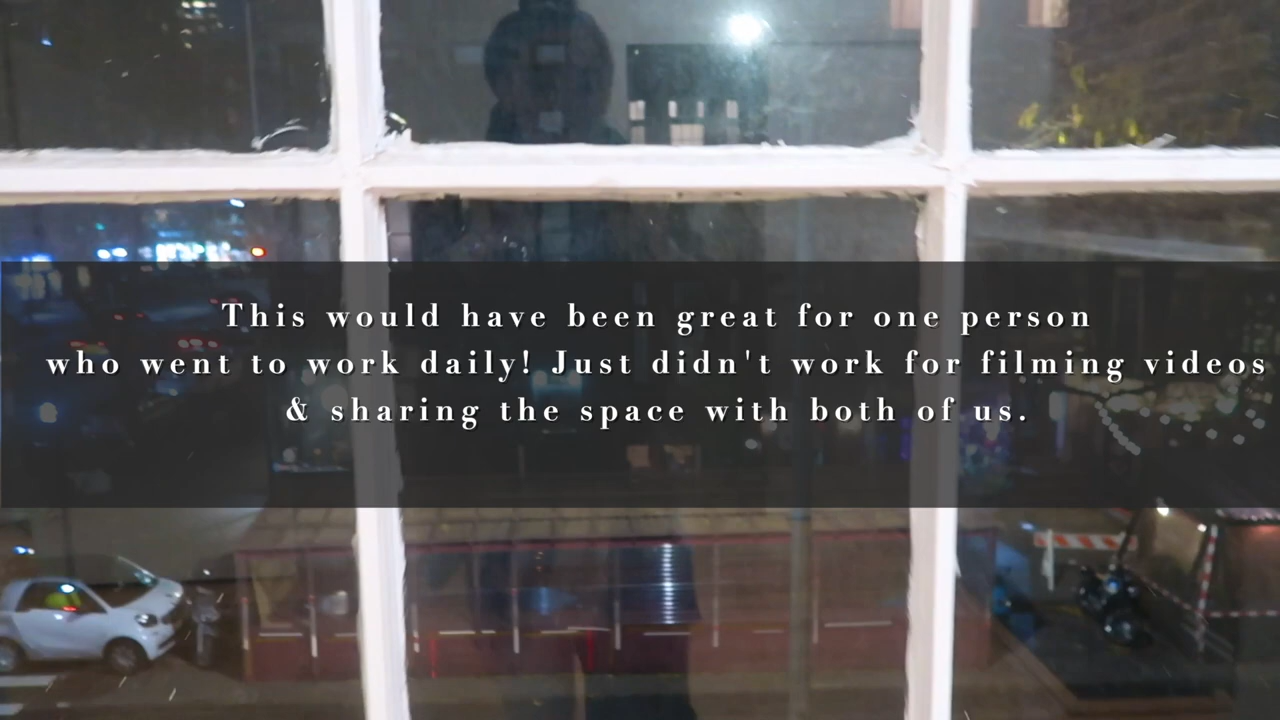 This would have been great for one person
who went to work daily! Just didn't work for filming videos
& sharing the space with both of us.